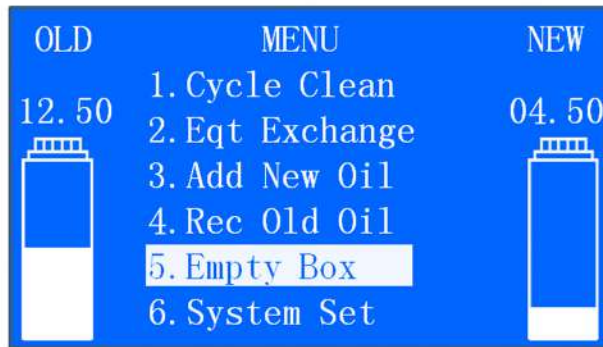 OLD MENU NEW
12.50 04.50
1.Cycle Clean
2.Eqt Exchange
3.Add New Oil
4.Rec Old Oil
5.Empty Box
6.System Set